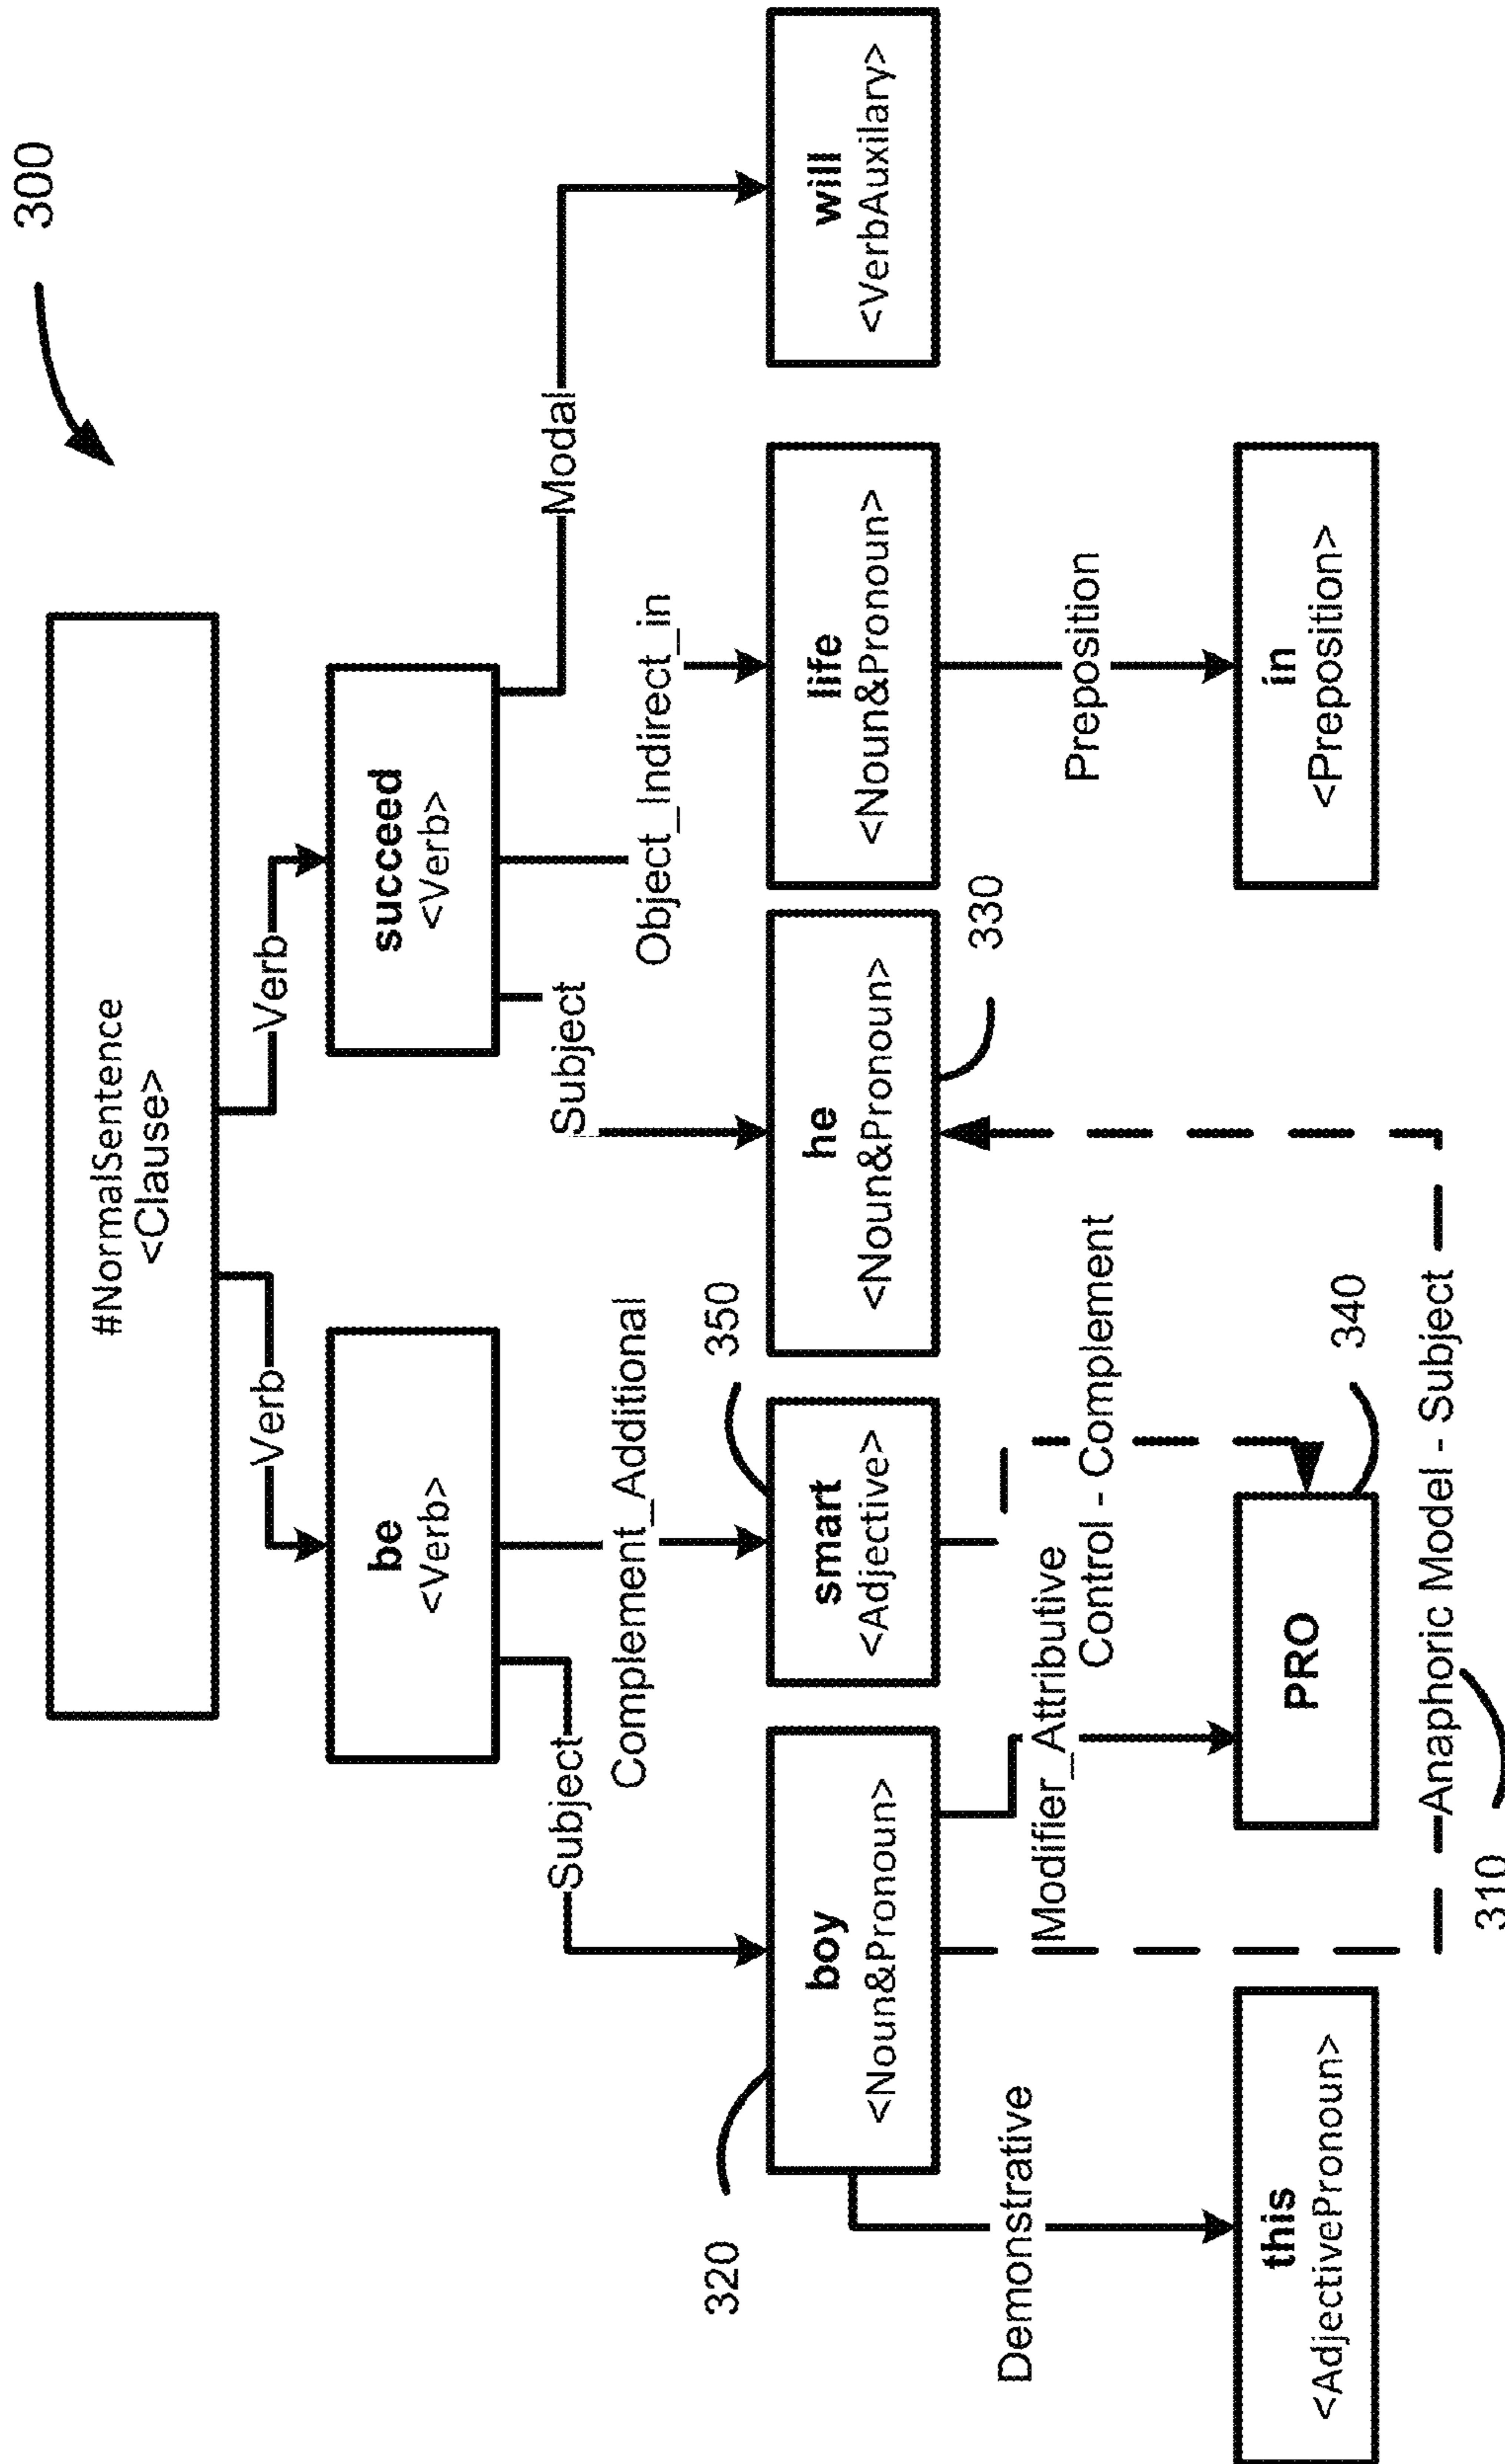 300
#NormalSentence
<Clause>
Verb
Verb
be
<Verb>
succeed
<Verb>
Subject
Complement_Additional
Subject
Object_Indirect_in
Modal
320
350
boy
<Noun&Pronoun>
smart
<Adjective>
he
<Noun&Pronoun>
life
<Noun&Pronoun>
will
<VerbAuxilary>
330
Demonstrative
Modifier_Attributive
Control - Complement
Preposition
this
<AdjectivePronoun>
PRO
340
in
<Preposition>
Anaphoric Model - Subject
310